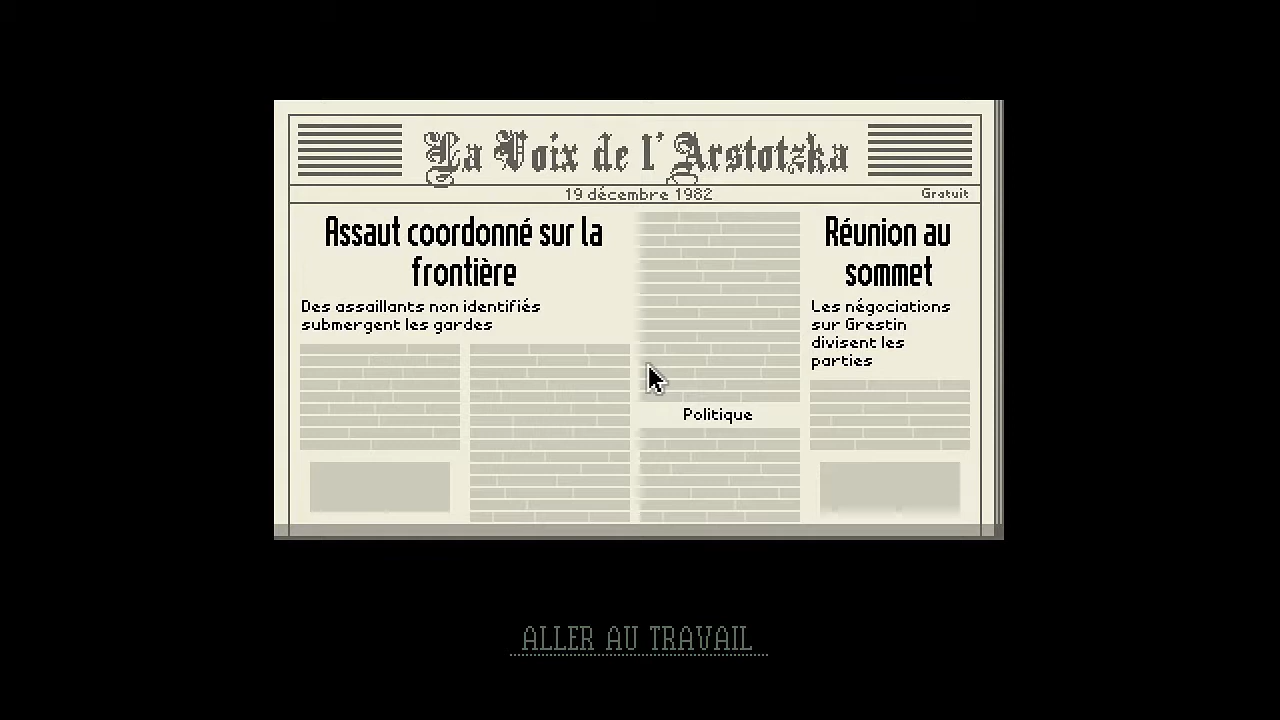 La Voix de l'Arstotzka
19 décembre 1982
Gratuit
Assaut coordonné sur la
frontière
Des assaillants non identifiés
submergent les gardes
Politique
Réunion au
sommet
Les négociations
sur Grestin
divisent les
parties
ALLER AU TRAVAIL